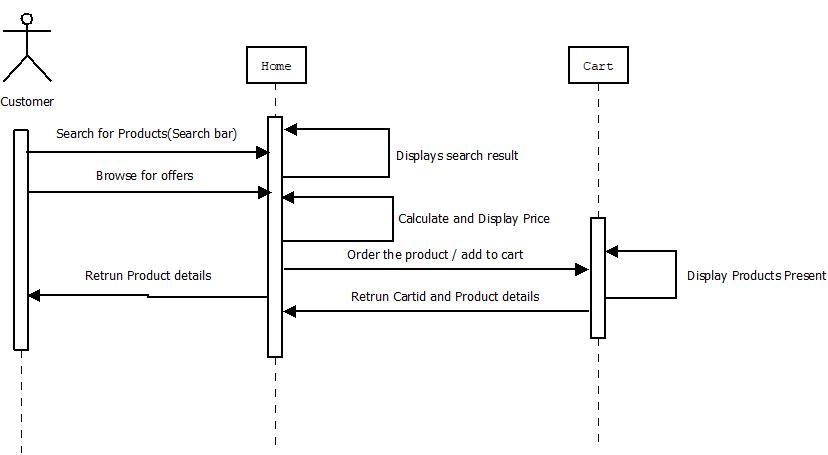 Home
Cart
Customer
Search for Products(Search bar)
Displays search result
Browse for offers
Calculate and Display Price
Order the product / add to cart
Retrun Product details
Display Products Present
Retrun Cartid and Product details